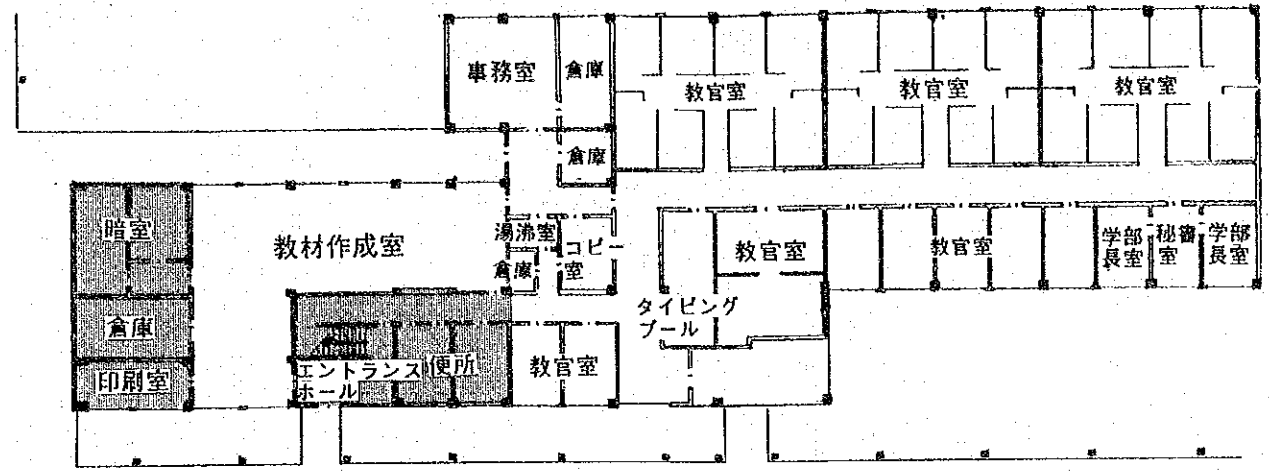 事務室
倉庫
教官室
教官室
教官室
倉庫
暗室
教材作成室
湯沸室
倉庫
コピー
室
教官室
教官室
学部
長室
秘書
室
学部
長室
倉庫
タイピング
プール
印刷室
エントランス
ホール
便所
教官室